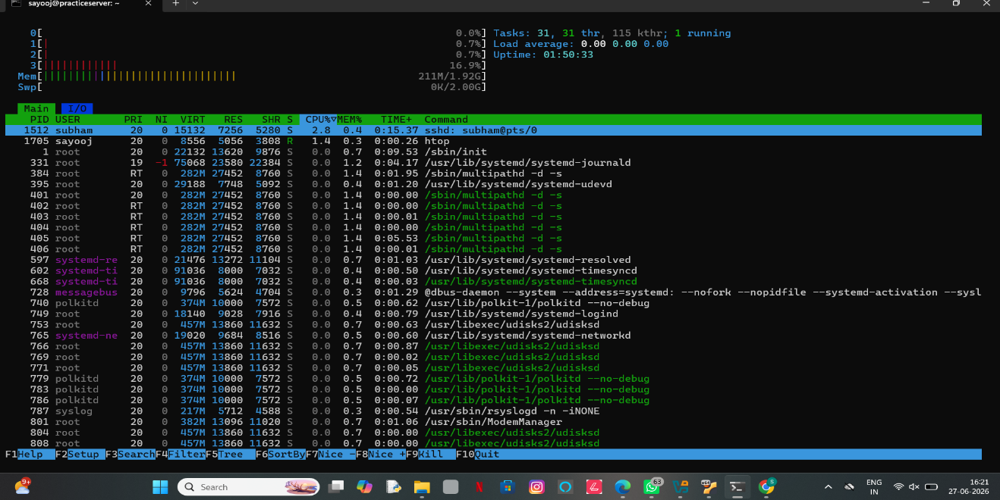 sayooj@practiceserver: ~
0[ 0.0%] Tasks: 31, 31 thr, 115 kthr; 1 running
1[| 0.7%] Load average: 0.00 0.00 0.00
2[| 0.7%] Uptime: 01:50:33
3[|||||||||||| 16.9%]
Mem[||||||||||||||||||||||||||||||| 211M/1.92G]
Swp[ 0K/2.00G]
Main I/O
PID USER PRI NI VIRT RES SHR S CPU%▽MEM% TIME+ Command
1512 subham 20 0 15132 7256 5280 S 2.8 0.4 0:15.37 sshd: subham@pts/0
1705 sayooj 20 0 8556 5056 3808 R 1.4 0.3 0:00.26 htop
1 root 20 0 22132 13620 9876 S 0.0 0.7 0:09.53 /sbin/init
331 root 19 -1 75068 23580 22384 S 0.0 1.2 0:04.17 /usr/lib/systemd/systemd-journald
384 root RT 0 282M 27452 8760 S 0.0 1.4 0:01.95 /sbin/multipathd -d -s
395 root 20 0 29188 7748 5092 S 0.0 0.4 0:01.20 /usr/lib/systemd/systemd-udevd
401 root 20 0 282M 27452 8760 S 0.0 1.4 0:00.00 /sbin/multipathd -d -s
402 root RT 0 282M 27452 8760 S 0.0 1.4 0:00.00 /sbin/multipathd -d -s
403 root RT 0 282M 27452 8760 S 0.0 1.4 0:00.01 /sbin/multipathd -d -s
404 root RT 0 282M 27452 8760 S 0.0 1.4 0:00.00 /sbin/multipathd -d -s
405 root RT 0 282M 27452 8760 S 0.0 1.4 0:05.53 /sbin/multipathd -d -s
406 root RT 0 282M 27452 8760 S 0.0 1.4 0:00.01 /sbin/multipathd -d -s
597 systemd-re 20 0 21476 13272 11104 S 0.0 0.7 0:01.03 /usr/lib/systemd/systemd-resolved
602 systemd-ti 20 0 91036 8000 7032 S 0.0 0.4 0:00.50 /usr/lib/systemd/systemd-timesyncd
668 systemd-ti 20 0 91036 8000 7032 S 0.0 0.4 0:00.03 /usr/lib/systemd/systemd-timesyncd
728 messagebus 20 0 9796 5624 4704 S 0.0 0.3 0:01.29 @dbus-daemon --system --address=systemd: --nofork --nopidfile --systemd-activation --sysl
740 polkitd 20 0 374M 10000 7572 S 0.0 0.5 0:00.62 /usr/lib/polkit-1/polkitd --no-debug
749 root 20 0 18140 9028 7916 S 0.0 0.4 0:00.79 /usr/lib/systemd/systemd-logind
753 root 20 0 457M 13860 11632 S 0.0 0.7 0:00.63 /usr/libexec/udisks2/udisksd
765 systemd-ne 20 0 19020 9684 8516 S 0.0 0.5 0:00.60 /usr/lib/systemd/systemd-networkd
766 root 20 0 457M 13860 11632 S 0.0 0.7 0:00.87 /usr/libexec/udisks2/udisksd
769 root 20 0 457M 13860 11632 S 0.0 0.7 0:00.02 /usr/libexec/udisks2/udisksd
771 root 20 0 457M 13860 11632 S 0.0 0.7 0:00.05 /usr/libexec/udisks2/udisksd
779 polkitd 20 0 374M 10000 7572 S 0.0 0.5 0:00.72 /usr/lib/polkit-1/polkitd --no-debug
783 polkitd 20 0 374M 10000 7572 S 0.0 0.5 0:00.00 /usr/lib/polkit-1/polkitd --no-debug
786 polkitd 20 0 374M 10000 7572 S 0.0 0.5 0:00.07 /usr/lib/polkit-1/polkitd --no-debug
787 syslog 20 0 217M 5712 4588 S 0.0 0.3 0:00.54 /usr/sbin/rsyslogd -n -iNONE
801 root 20 0 382M 13096 11020 S 0.0 0.7 0:01.06 /usr/sbin/ModemManager
804 root 20 0 457M 13860 11632 S 0.0 0.7 0:00.00 /usr/libexec/udisks2/udisksd
808 root 20 0 457M 13860 11632 S 0.0 0.7 0:00.00 /usr/libexec/udisks2/udisksd
F1Help F2Setup F3SearchF4FilterF5Tree F6SortByF7Nice -F8Nice +F9Kill F10Quit
9+ Search 63 S ENG 16:21
IN 27-06-2026